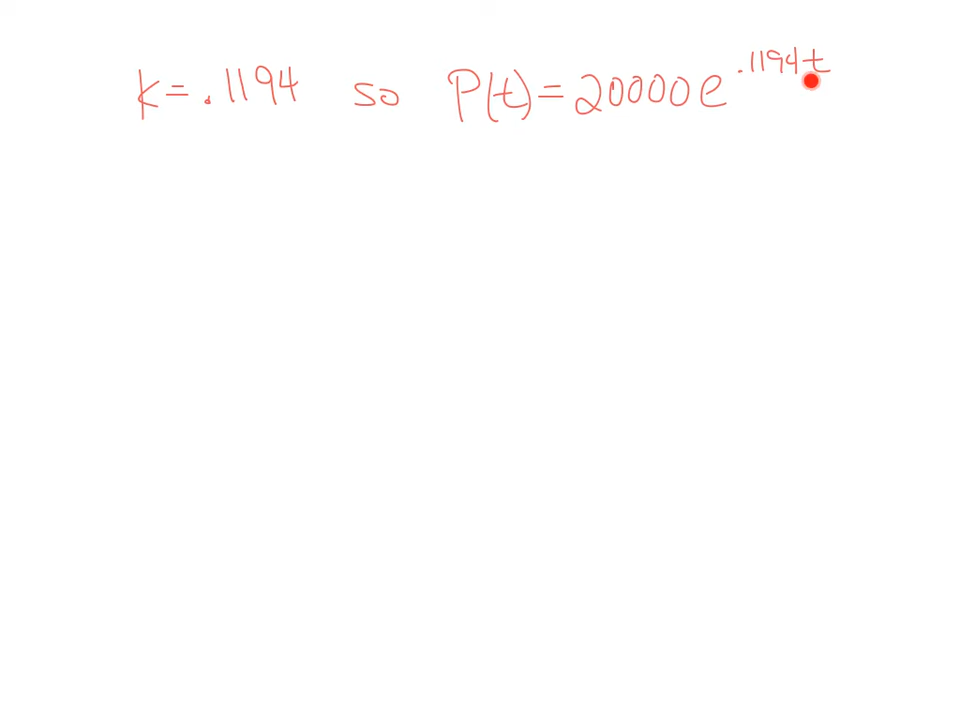 k = .1194 so P(t) = 20000e^{.1194t}